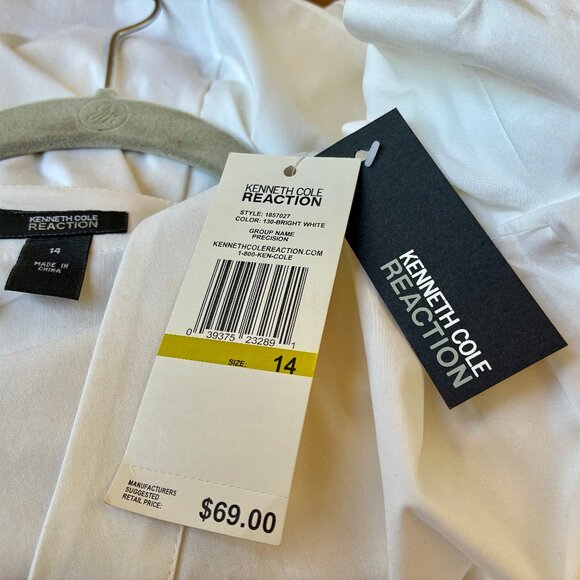 KENNETH COLE
REACTION
14
MADE IN
CHINA
KENNETH COLE
REACTION
STYLE: 1857027
COLOR: 130-BRIGHT WHITE
GROUP NAME
PRECISION
KENNETHCOLEREACTION.COM
1-800-KEN-COLE
0 39375 23289 1
SIZE: 14
MANUFACTURERS
SUGGESTED
RETAIL PRICE:
$69.00
KENNETH COLE
REACTION